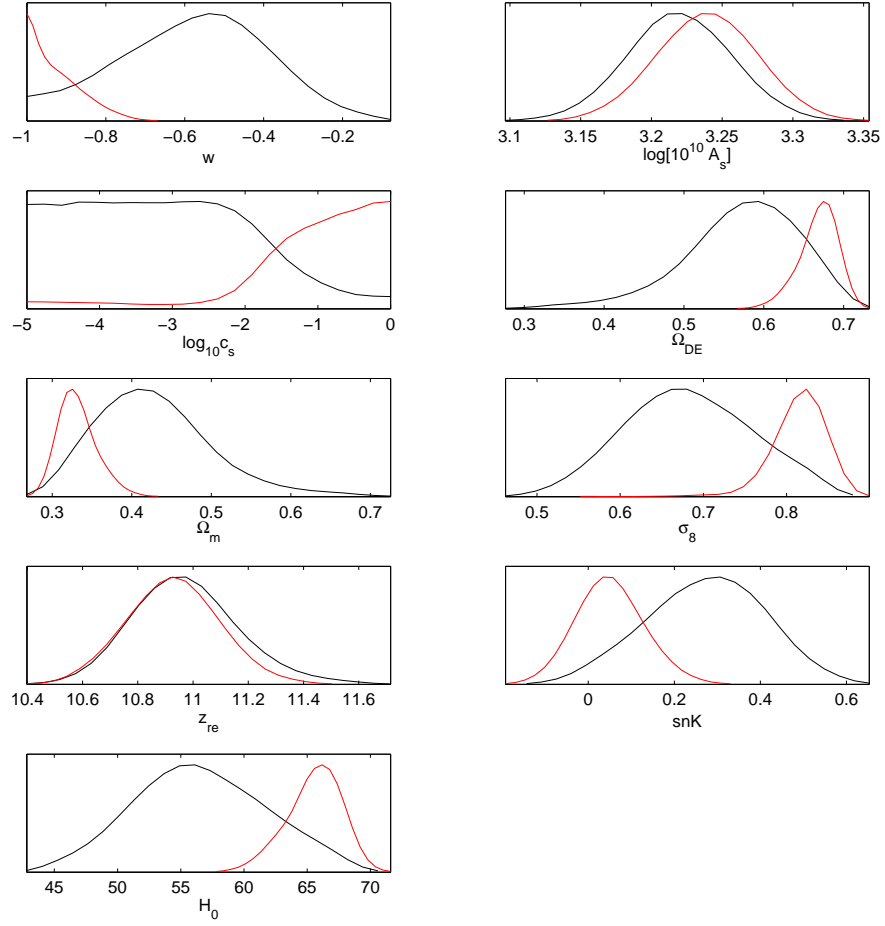 −1 −0.8 −0.6 −0.4 −0.2
w
3.1 3.15 3.2 3.25 3.3 3.35
log[10^10 A_s]
−5 −4 −3 −2 −1 0
log_10 c_s
0.3 0.4 0.5 0.6 0.7
Ω_DE
0.3 0.4 0.5 0.6 0.7
Ω_m
0.5 0.6 0.7 0.8
σ_8
10.4 10.6 10.8 11 11.2 11.4 11.6
z_re
0 0.2 0.4 0.6
snK
45 50 55 60 65 70
H_0